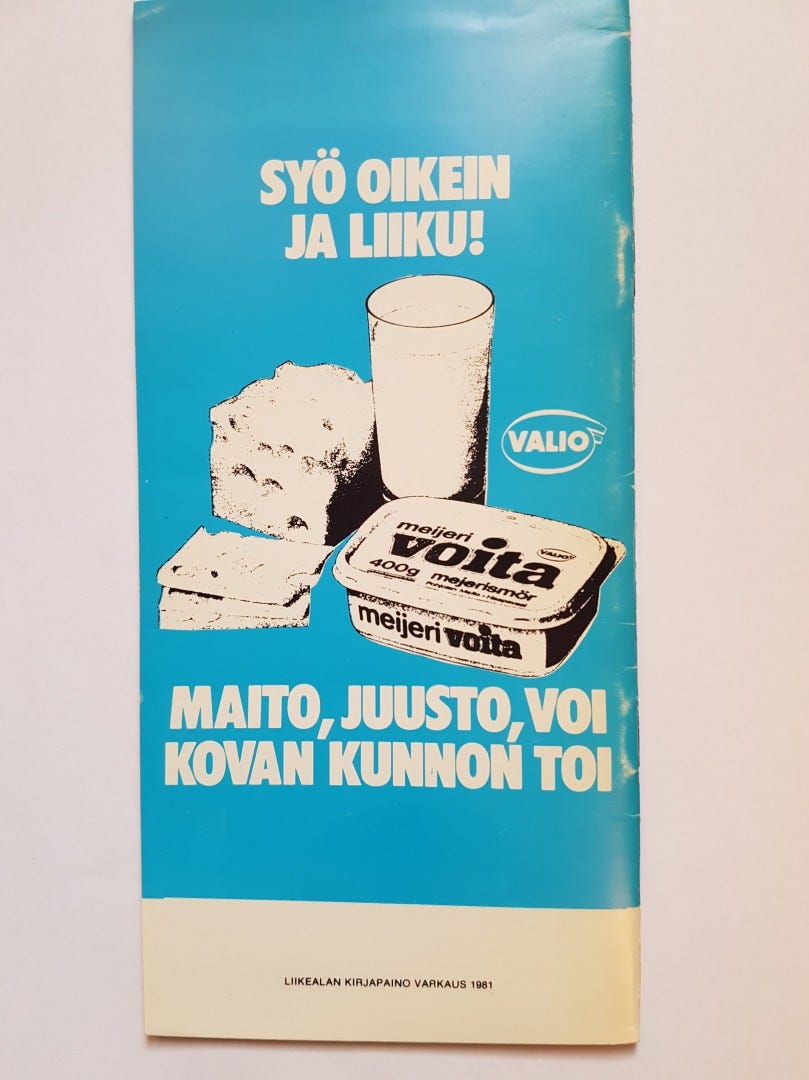 SYÖ OIKEIN
JA LIIKU!
VALIO
meijeri
voita
VALIO
400g mejerismör
meijeri voita
MAITO, JUUSTO, VOI
KOVAN KUNNON TOI
LIIKEALAN KIRJAPAINO VARKAUS 1981